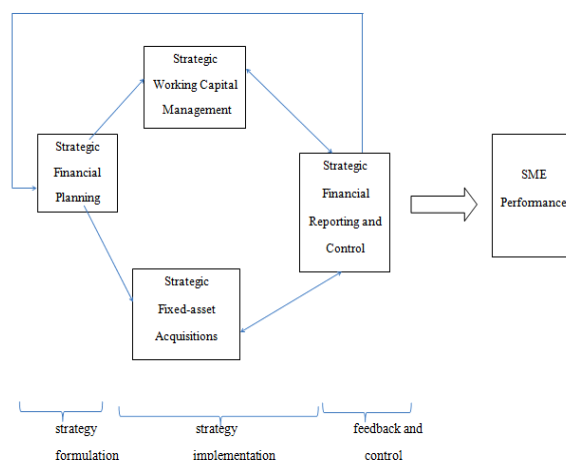 Strategic
Working Capital
Management
Strategic
Financial
Planning
Strategic
Financial
Reporting and
Control
SME
Performance
Strategic
Fixed-asset
Acquisitions
strategy
formulation
strategy
implementation
feedback and
control